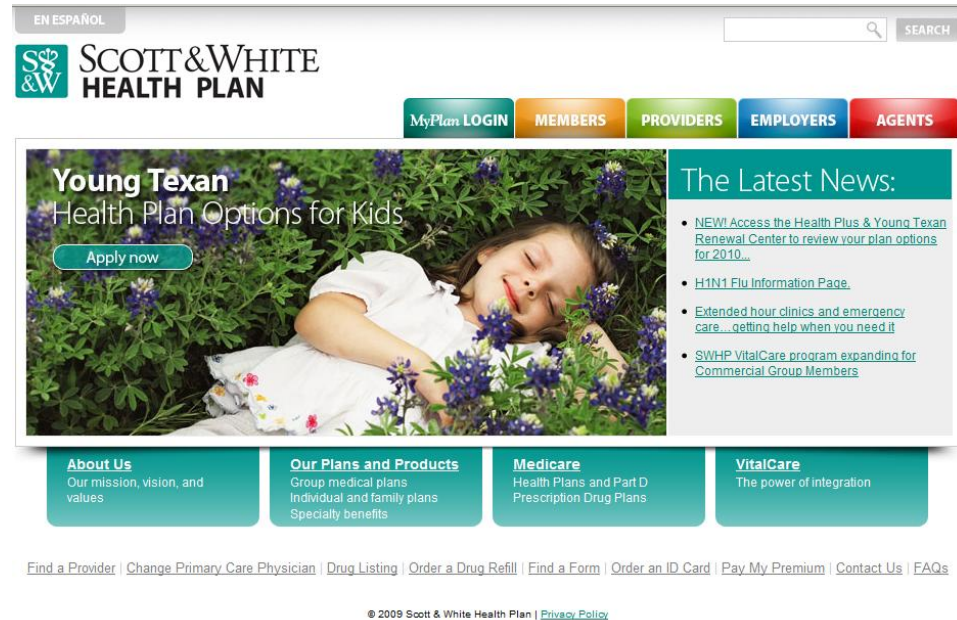 EN ESPAÑOL
SEARCH
S&W
SCOTT & WHITE
HEALTH PLAN
MyPlan LOGIN
MEMBERS
PROVIDERS
EMPLOYERS
AGENTS
Young Texan
Health Plan Options for Kids
Apply now
The Latest News:
• NEW! Access the Health Plus & Young Texan
Renewal Center to review your plan options
for 2010...
• H1N1 Flu Information Page.
• Extended hour clinics and emergency
care…getting help when you need it
• SWHP VitalCare program expanding for
Commercial Group Members
About Us
Our mission, vision, and
values
Our Plans and Products
Group medical plans
Individual and family plans
Specialty benefits
Medicare
Health Plans and Part D
Prescription Drug Plans
VitalCare
The power of integration
Find a Provider | Change Primary Care Physician | Drug Listing | Order a Drug Refill | Find a Form | Order an ID Card | Pay My Premium | Contact Us | FAQs
© 2009 Scott & White Health Plan | Privacy Policy